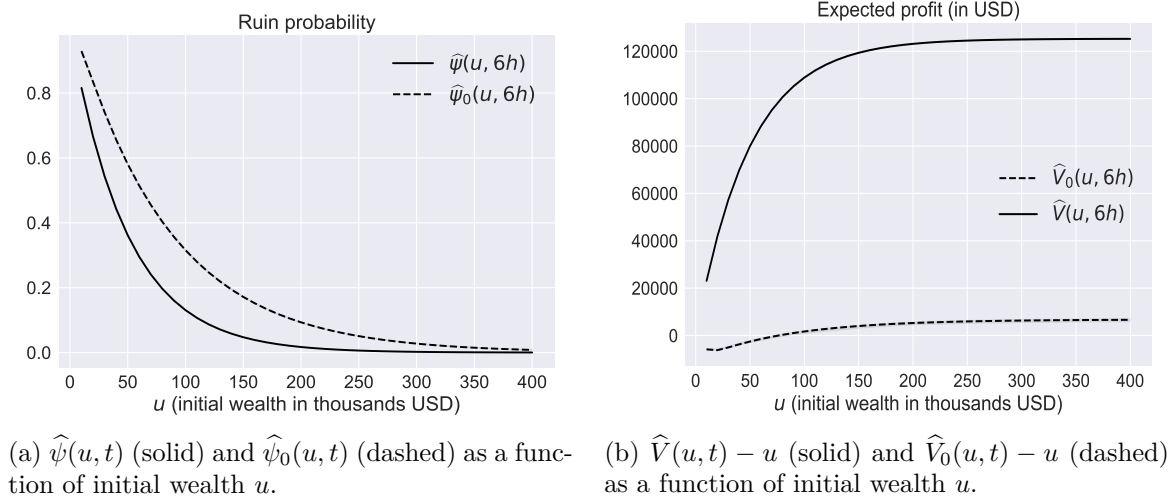 Ruin probability
ψ̂(u, 6h)
ψ̂₀(u, 6h)
0.8
0.6
0.4
0.2
0.0
0 50 100 150 200 250 300 350 400
u (initial wealth in thousands USD)
(a) ψ̂(u, t) (solid) and ψ̂₀(u, t) (dashed) as a func-
tion of initial wealth u.
Expected profit (in USD)
120000
100000
80000
60000
40000
20000
0
V̂₀(u, 6h)
V̂(u, 6h)
0 50 100 150 200 250 300 350 400
u (initial wealth in thousands USD)
(b) V̂(u, t) − u (solid) and V̂₀(u, t) − u (dashed)
as a function of initial wealth u.